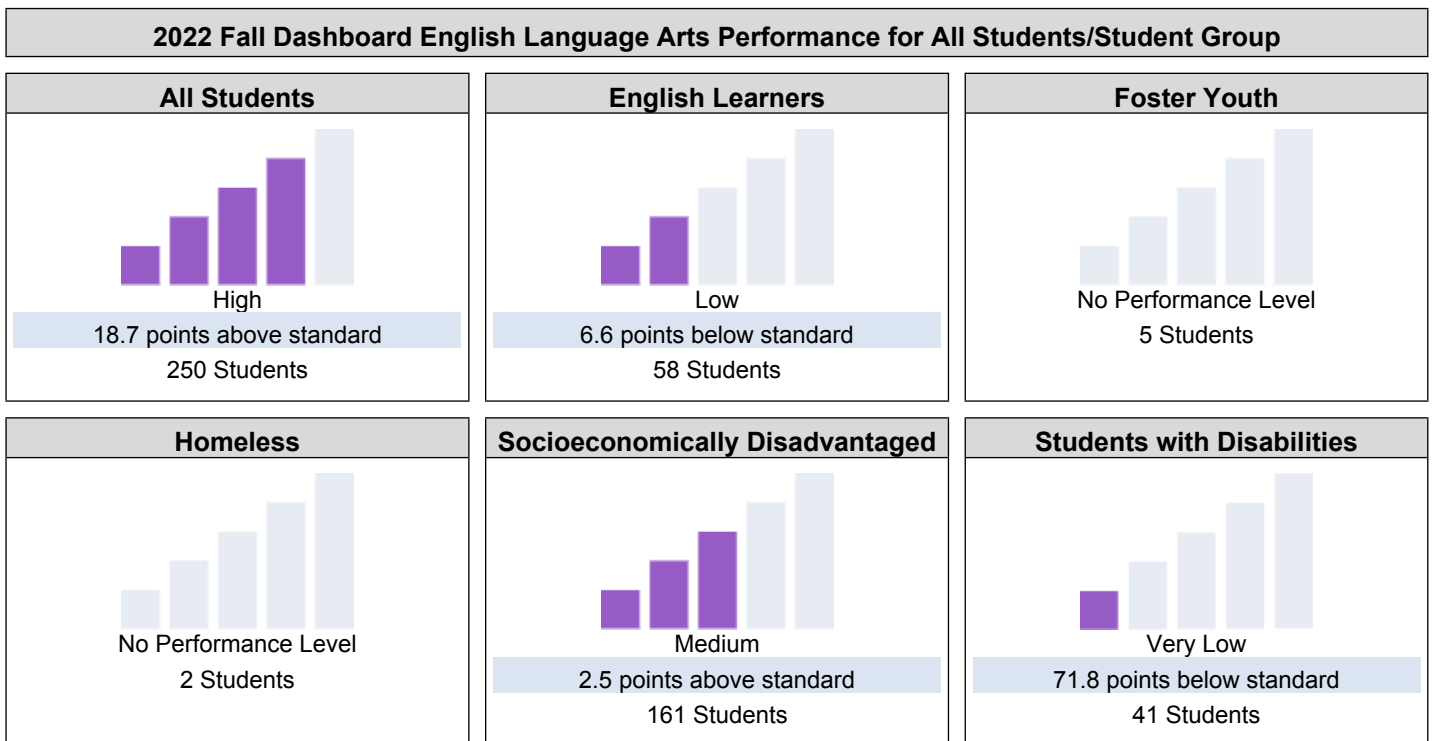 2022 Fall Dashboard English Language Arts Performance for All Students/Student Group
All Students
High
18.7 points above standard
250 Students
English Learners
Low
6.6 points below standard
58 Students
Foster Youth
No Performance Level
5 Students
Homeless
No Performance Level
2 Students
Socioeconomically Disadvantaged
Medium
2.5 points above standard
161 Students
Students with Disabilities
Very Low
71.8 points below standard
41 Students